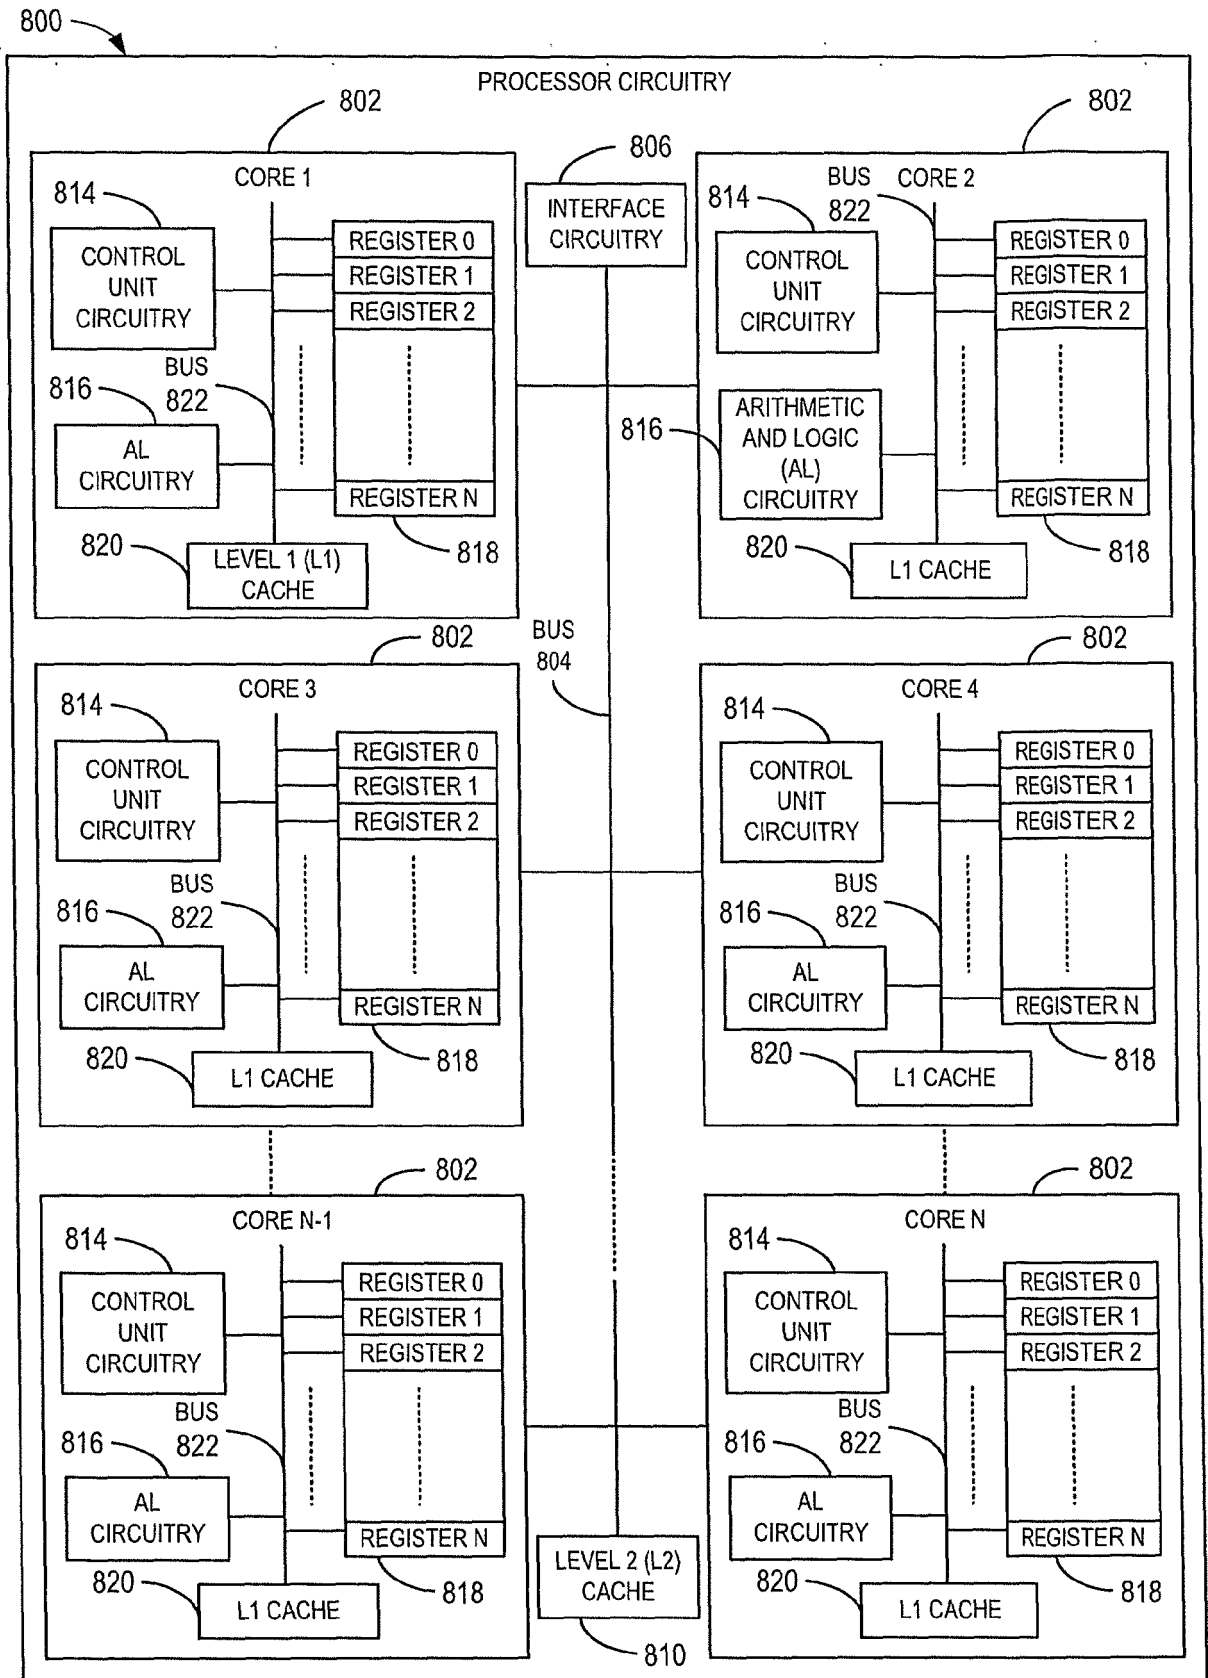 800
PROCESSOR CIRCUITRY
802
CORE 1
814
CONTROL
UNIT
CIRCUITRY
REGISTER 0
REGISTER 1
REGISTER 2
BUS
822
816
AL
CIRCUITRY
REGISTER N
818
820
LEVEL 1 (L1)
CACHE
806
INTERFACE
CIRCUITRY
802
BUS
822
CORE 2
814
CONTROL
UNIT
CIRCUITRY
REGISTER 0
REGISTER 1
REGISTER 2
816
ARITHMETIC
AND LOGIC
(AL)
CIRCUITRY
REGISTER N
818
820
L1 CACHE
BUS
804
802
CORE 3
814
CONTROL
UNIT
CIRCUITRY
REGISTER 0
REGISTER 1
REGISTER 2
BUS
822
816
AL
CIRCUITRY
REGISTER N
818
820
L1 CACHE
802
CORE 4
814
CONTROL
UNIT
CIRCUITRY
REGISTER 0
REGISTER 1
REGISTER 2
BUS
822
816
AL
CIRCUITRY
REGISTER N
818
820
L1 CACHE
802
CORE N-1
814
CONTROL
UNIT
CIRCUITRY
REGISTER 0
REGISTER 1
REGISTER 2
BUS
822
816
AL
CIRCUITRY
REGISTER N
818
820
L1 CACHE
802
CORE N
814
CONTROL
UNIT
CIRCUITRY
REGISTER 0
REGISTER 1
REGISTER 2
BUS
822
816
AL
CIRCUITRY
REGISTER N
818
820
L1 CACHE
LEVEL 2 (L2)
CACHE
810